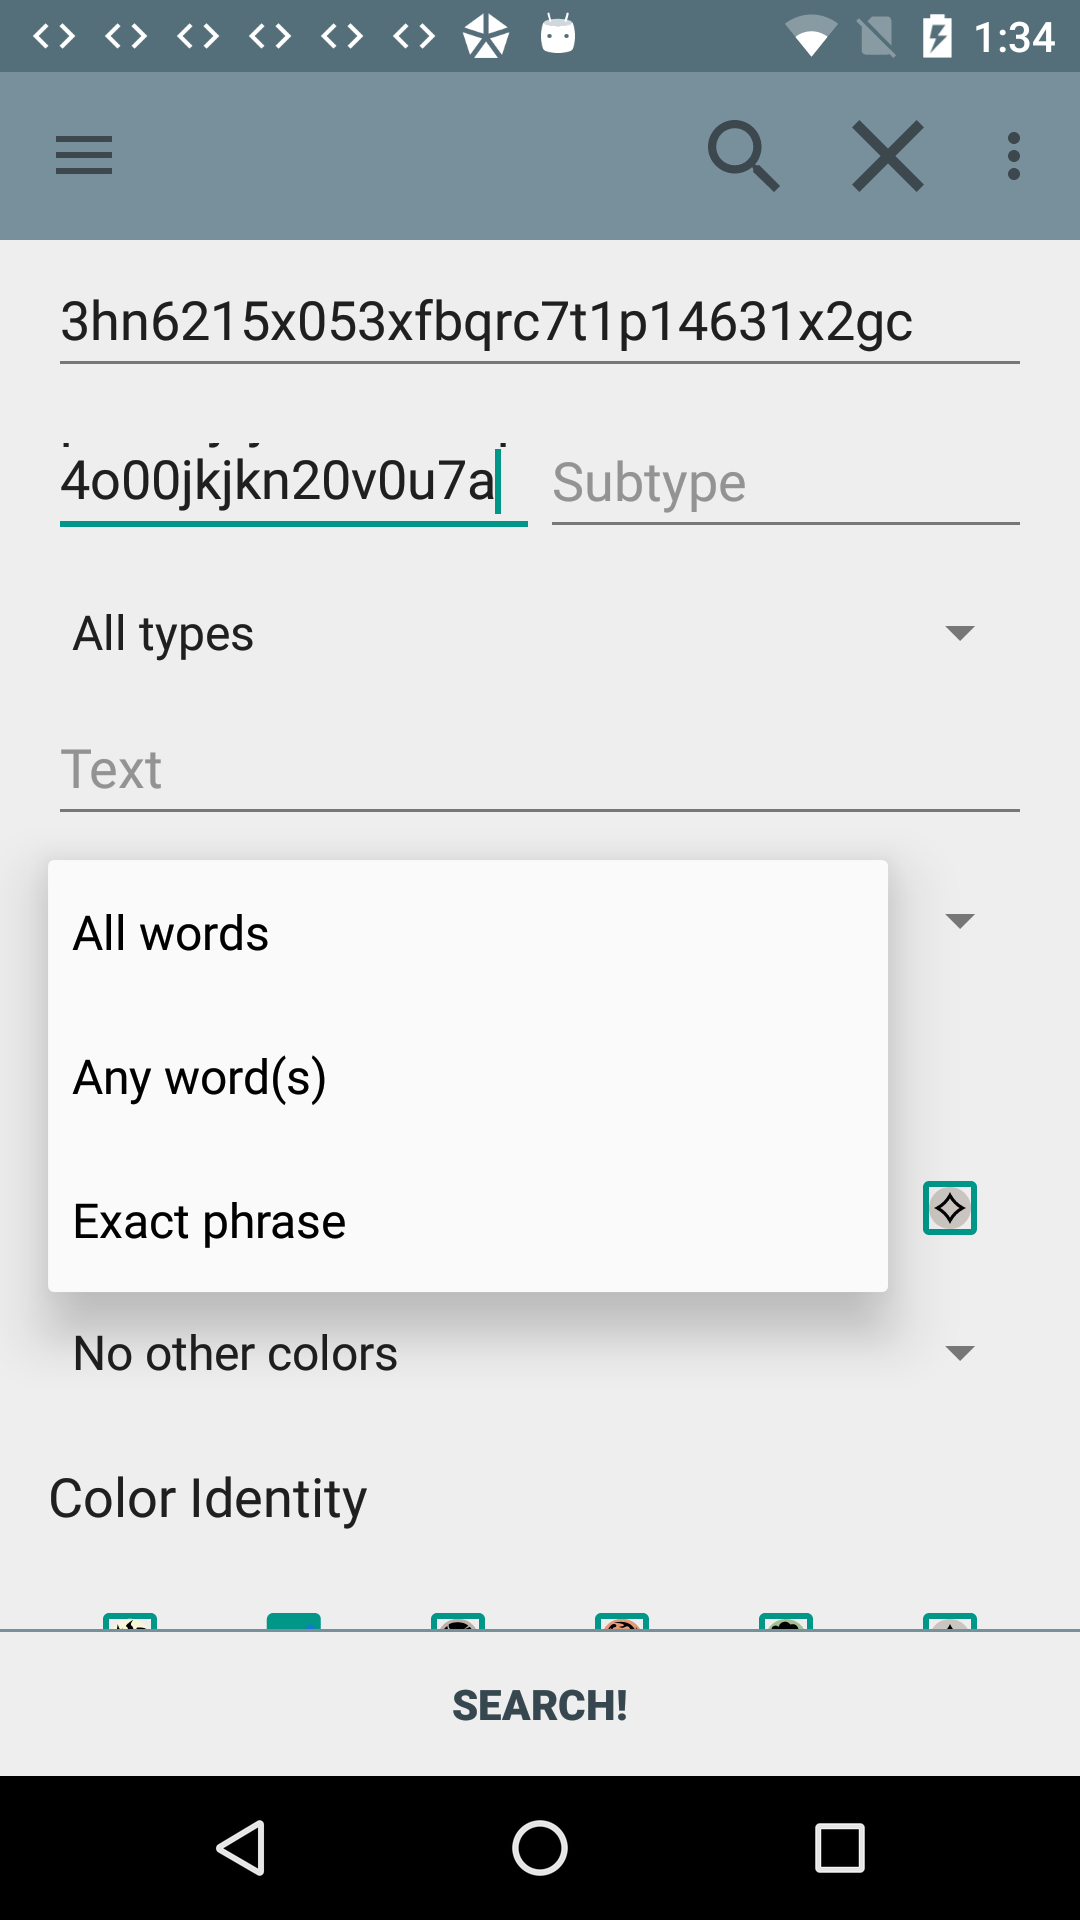 1:34
3hn6215x053xfbqrc7t1p14631x2gc
4o00jkjkn20v0u7a
Subtype
All types
Text
All words
Any word(s)
Exact phrase
No other colors
Color Identity
SEARCH!